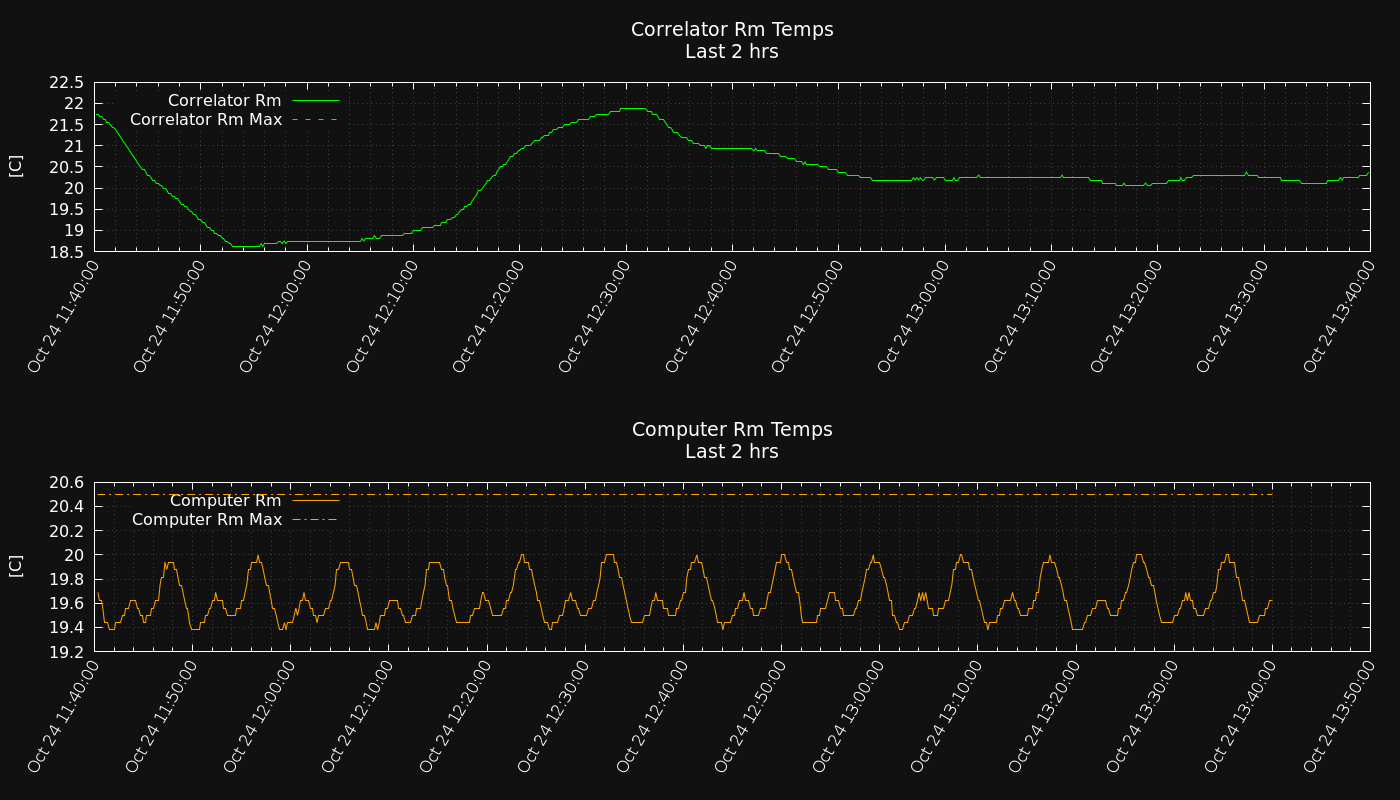 Correlator Rm Temps
Last 2 hrs
22.5
22
21.5
21
20.5
20
19.5
19
18.5
[C]
Correlator Rm
Correlator Rm Max
Oct 24 11:40:00
Oct 24 11:50:00
Oct 24 12:00:00
Oct 24 12:10:00
Oct 24 12:20:00
Oct 24 12:30:00
Oct 24 12:40:00
Oct 24 12:50:00
Oct 24 13:00:00
Oct 24 13:10:00
Oct 24 13:20:00
Oct 24 13:30:00
Oct 24 13:40:00
Computer Rm Temps
Last 2 hrs
20.6
20.4
20.2
20
19.8
19.6
19.4
19.2
[C]
Computer Rm
Computer Rm Max
Oct 24 11:40:00
Oct 24 11:50:00
Oct 24 12:00:00
Oct 24 12:10:00
Oct 24 12:20:00
Oct 24 12:30:00
Oct 24 12:40:00
Oct 24 12:50:00
Oct 24 13:00:00
Oct 24 13:10:00
Oct 24 13:20:00
Oct 24 13:30:00
Oct 24 13:40:00
Oct 24 13:50:00